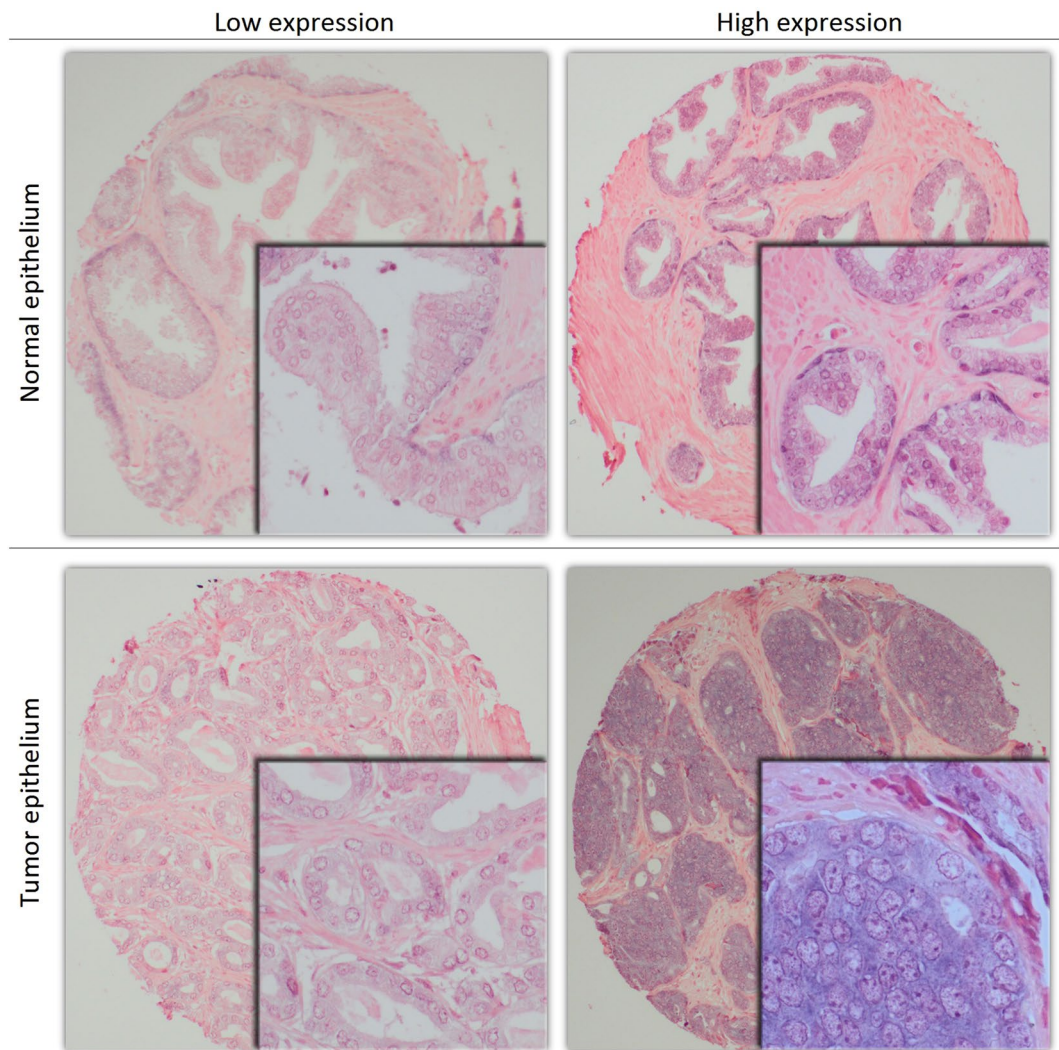 Low expression
High expression
Normal epithelium
Tumor epithelium